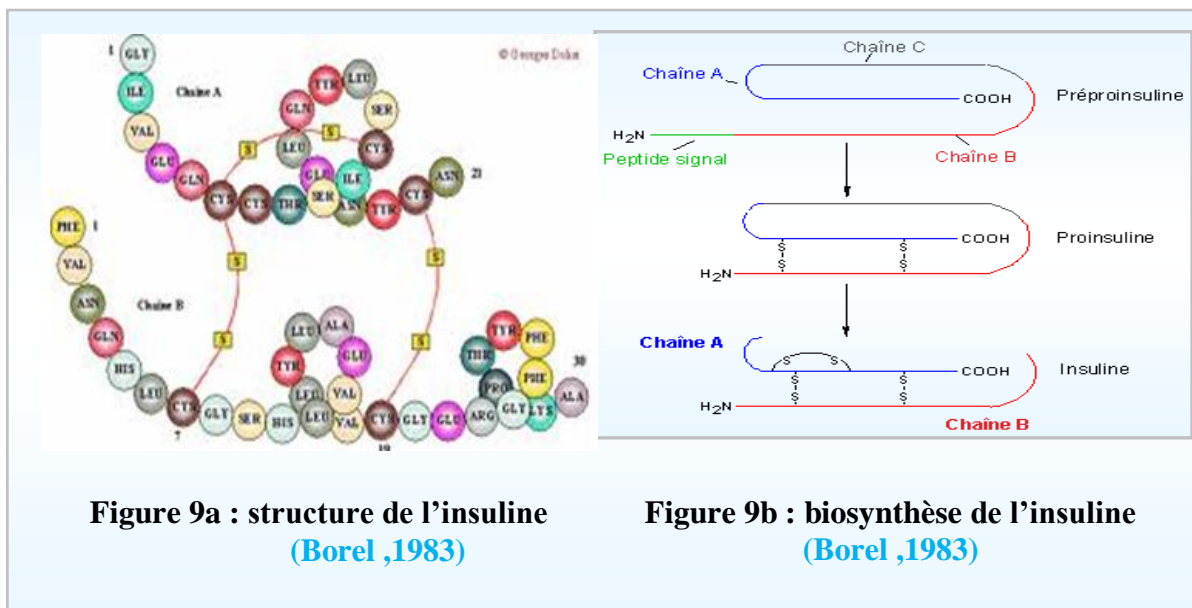 © Georges
1 GLY
ILE
VAL
GLU
GLN
CYS
CYS
THR
SER
ILE
CYS
SER
LEU
TYR
GLN
LEU
GLU
ASN
TYR
CYS
ASN
21
Chaine A
S
S
S
S
S
S
PHE 1
VAL
ASN
GLN
HIS
LEU
CYS
7
GLY
SER
HIS
LEU
VAL
GLU
ALA
LEU
TYR
LEU
VAL
CYS
19
GLY
GLU
ARG
GLY
PHE
PHE
TYR
THR
PRO
LYS
ALA
30
Chaine B
Chaîne C
Chaîne A
COOH
Préproinsuline
H2N
Peptide signal
Chaîne B
COOH
Proinsuline
S S
S S
H2N
Chaîne A
S S
COOH
Insuline
S S
S S
H2N
Chaîne B
Figure 9a : structure de l’insuline
(Borel ,1983)
Figure 9b : biosynthèse de l’insuline
(Borel ,1983)